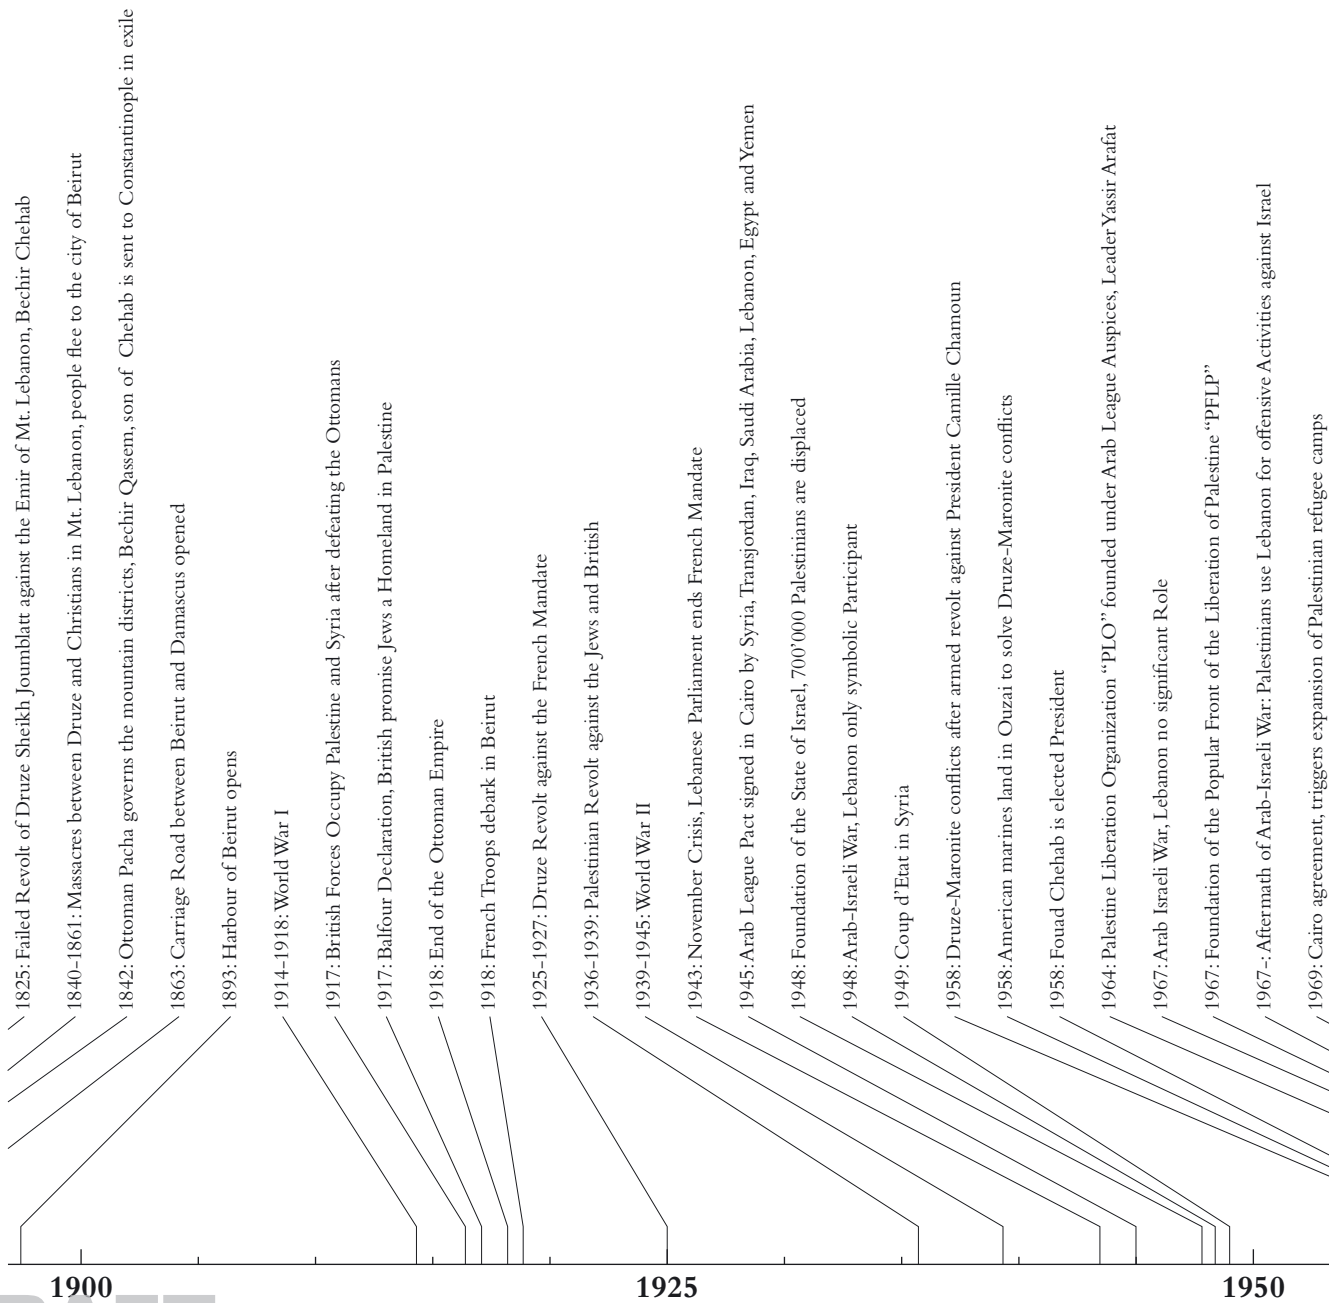 1825: Failed Revolt of Druze Sheikh Joumblatt against the Emir of Mt. Lebanon, Bechir Chehab
1840-1861: Massacres between Druze and Christians in Mt. Lebanon, people flee to the city of Beirut
1842: Ottoman Pacha governs the mountain districts, Bechir Qassem, son of Chehab is sent to Constantinople in exile
1863: Carriage Road between Beirut and Damascus opened
1893: Harbour of Beirut opens
1914-1918: World War I
1917: British Forces Occupy Palestine and Syria after defeating the Ottomans
1917: Balfour Declaration, British promise Jews a Homeland in Palestine
1918: End of the Ottoman Empire
1918: French Troops debark in Beirut
1925-1927: Druze Revolt against the French Mandate
1936-1939: Palestinian Revolt against the Jews and British
1939-1945: World War II
1943: November Crisis, Lebanese Parliament ends French Mandate
1945: Arab League Pact signed in Cairo by Syria, Transjordan, Iraq, Saudi Arabia, Lebanon, Egypt and Yemen
1948: Foundation of the State of Israel, 700'000 Palestinians are displaced
1948: Arab-Israeli War, Lebanon only symbolic Participant
1949: Coup d'Etat in Syria
1958: Druze-Maronite conflicts after armed revolt against President Camille Chamoun
1958: American marines land in Ouzai to solve Druze-Maronite conflicts
1958: Fouad Chehab is elected President
1964: Palestine Liberation Organization “PLO” founded under Arab League Auspices, Leader Yassir Arafat
1967: Arab Israeli War, Lebanon no significant Role
1967: Foundation of the Popular Front of the Liberation of Palestine “PFLP”
1967-: Aftermath of Arab-Israeli War: Palestinians use Lebanon for offensive Activities against Israel
1969: Cairo agreement, triggers expansion of Palestinian refugee camps
1900
1925
1950